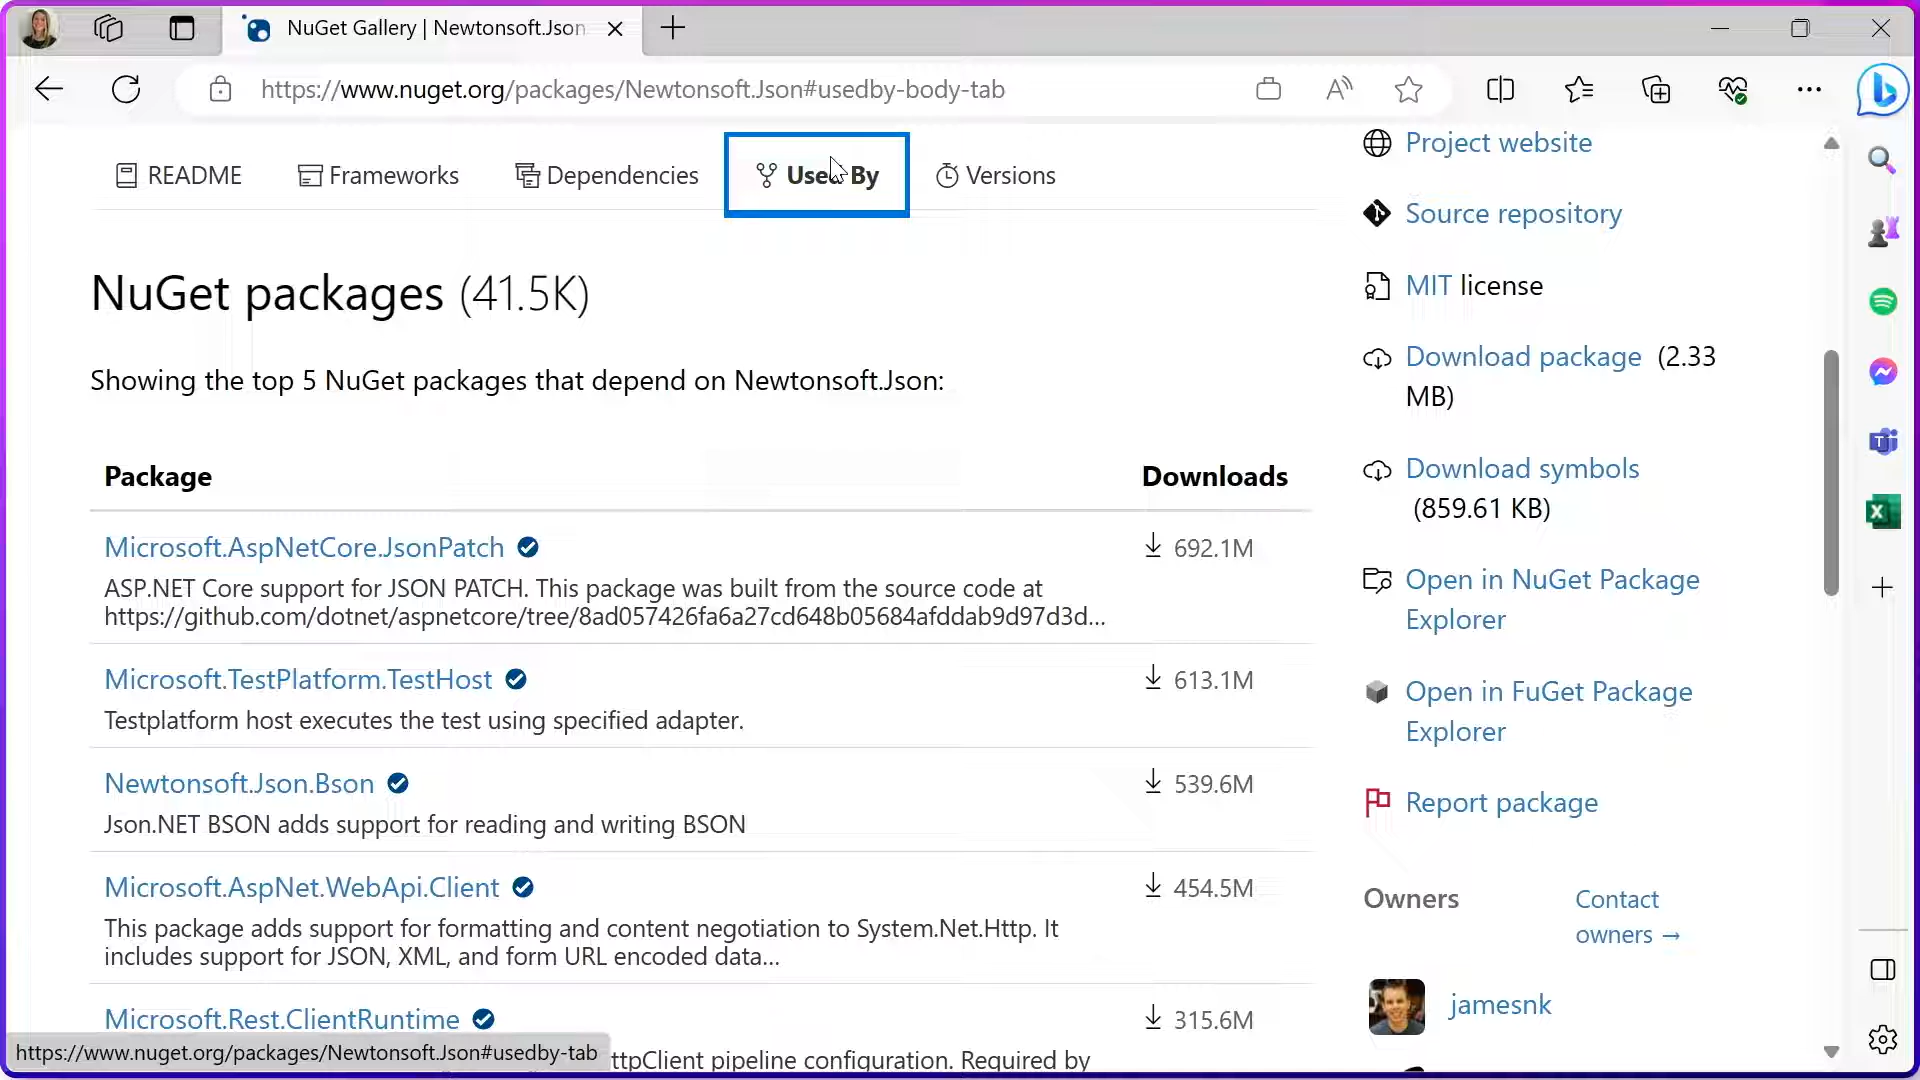 NuGet Gallery | Newtonsoft.Json
https://www.nuget.org/packages/Newtonsoft.Json#usedby-body-tab
README
Frameworks
Dependencies
Used By
Versions
NuGet packages (41.5K)
Showing the top 5 NuGet packages that depend on Newtonsoft.Json:
Package
Downloads
Microsoft.AspNetCore.JsonPatch
692.1M
ASP.NET Core support for JSON PATCH. This package was built from the source code at
https://github.com/dotnet/aspnetcore/tree/8ad057426fa6a27cd648b05684afddab9d97d3d...
Microsoft.TestPlatform.TestHost
613.1M
Testplatform host executes the test using specified adapter.
Newtonsoft.Json.Bson
539.6M
Json.NET BSON adds support for reading and writing BSON
Microsoft.AspNet.WebApi.Client
454.5M
This package adds support for formatting and content negotiation to System.Net.Http. It
includes support for JSON, XML, and form URL encoded data...
Microsoft.Rest.ClientRuntime
315.6M
ttpClient pipeline configuration. Required by
https://www.nuget.org/packages/Newtonsoft.Json#usedby-tab
Project website
Source repository
MIT license
Download package (2.33
MB)
Download symbols
(859.61 KB)
Open in NuGet Package
Explorer
Open in FuGet Package
Explorer
Report package
Owners
Contact
owners →
jamesnk